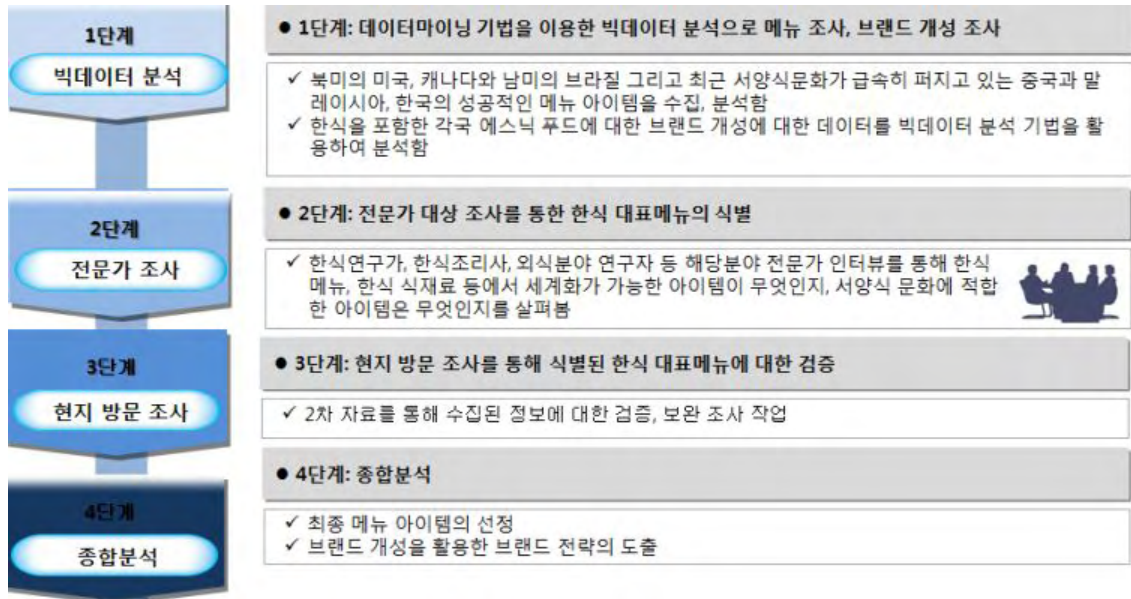 1단계
빅데이터 분석
● 1단계: 데이터마이닝 기법을 이용한 빅데이터 분석으로 메뉴 조사, 브랜드 개성 조사
✓ 북미의 미국, 캐나다와 남미의 브라질 그리고 최근 서양식문화가 급속히 퍼지고 있는 중국과 말
레이시아, 한국의 성공적인 메뉴 아이템을 수집, 분석함
✓ 한식을 포함한 각국 에스닉 푸드에 대한 브랜드 개성에 대한 데이터를 빅데이터 분석 기법을 활
용하여 분석함
2단계
전문가 조사
● 2단계: 전문가 대상 조사를 통한 한식 대표메뉴의 식별
✓ 한식연구가, 한식조리사, 외식분야 연구자 등 해당분야 전문가 인터뷰를 통해 한식
메뉴, 한식 식재료 등에서 세계화가 가능한 아이템이 무엇인지, 서양식 문화에 적합
한 아이템은 무엇인지를 살펴봄
3단계
현지 방문 조사
● 3단계: 현지 방문 조사를 통해 식별된 한식 대표메뉴에 대한 검증
✓ 2차 자료를 통해 수집된 정보에 대한 검증, 보완 조사 작업
4단계
종합분석
● 4단계: 종합분석
✓ 최종 메뉴 아이템의 선정
✓ 브랜드 개성을 활용한 브랜드 전략의 도출